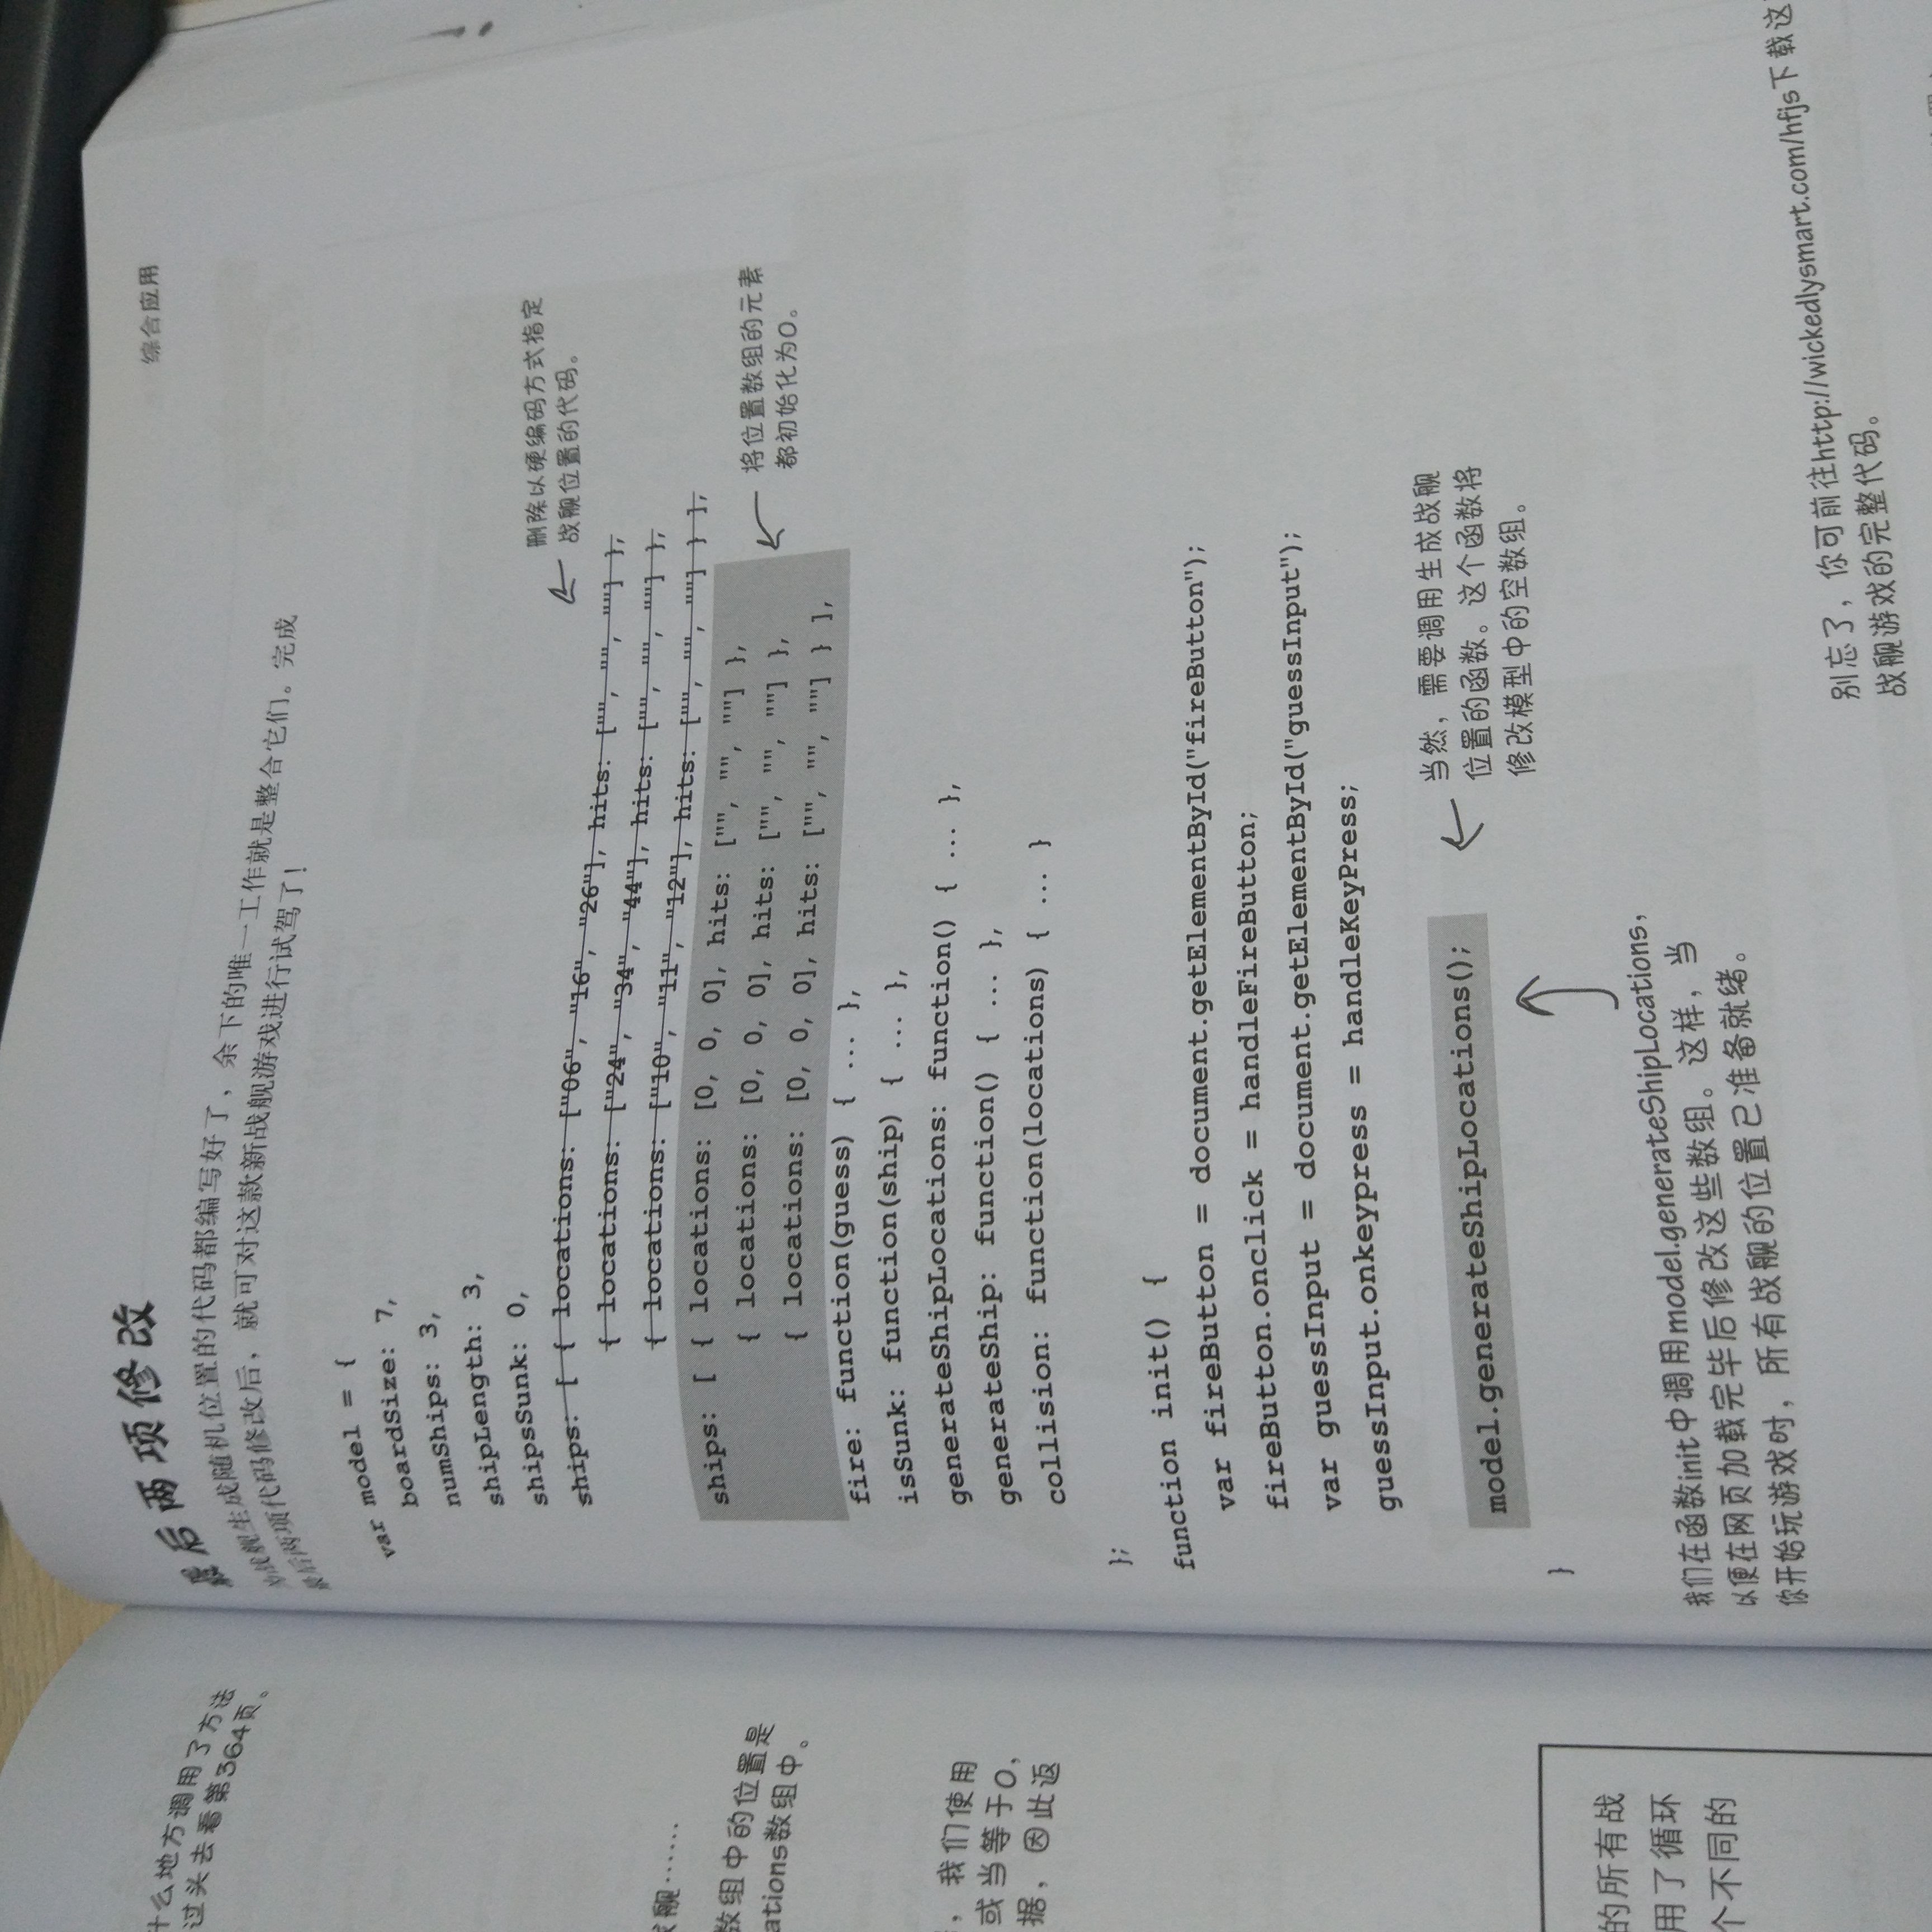 综合应用
最后两项修改
为战舰生成随机位置的代码都编写好了，余下的唯一工作就是整合它们。完成
最后两项代码修改后，就可对这款新战舰游戏进行试驾了！
var model = {
boardSize: 7,
numShips: 3,
shipLength: 3,
shipsSunk: 0,
ships: [ { locations: ["06", "16", "26"], hits: ["", "", ""] },
{ locations: ["24", "34", "44"], hits: ["", "", ""] },
{ locations: ["10", "11", "12"], hits: ["", "", ""] } ],
删除以硬编码方式指定
战舰位置的代码。
ships: [ { locations: [0, 0, 0], hits: ["", "", ""] },
{ locations: [0, 0, 0], hits: ["", "", ""] },
{ locations: [0, 0, 0], hits: ["", "", ""] } ],
将位置数组的元素
都初始化为0。
fire: function(guess) { ... },
isSunk: function(ship) { ... },
generateShipLocations: function() { ... },
generateShip: function() { ... },
collision: function(locations) { ... }
};
function init() {
var fireButton = document.getElementById("fireButton");
fireButton.onclick = handleFireButton;
var guessInput = document.getElementById("guessInput");
guessInput.onkeypress = handleKeyPress;
model.generateShipLocations();
当然，需要调用生成战舰
位置的函数。这个函数将
修改模型中的空数组。
}
我们在函数init中调用model.generateShipLocations,
以便在网页加载完毕后修改这些数组。这样，当
你开始玩游戏时，所有战舰的位置已准备就绪。
别忘了，你可前往http://wickedlysmart.com/hfjs下载这
战舰游戏的完整代码。
什么地方调用了方法
过头去看第364页。
战舰……
数组中的位置是
ations数组中。
，我们使用
或当等于0，
据，因此返
的所有战
用了循环
个不同的